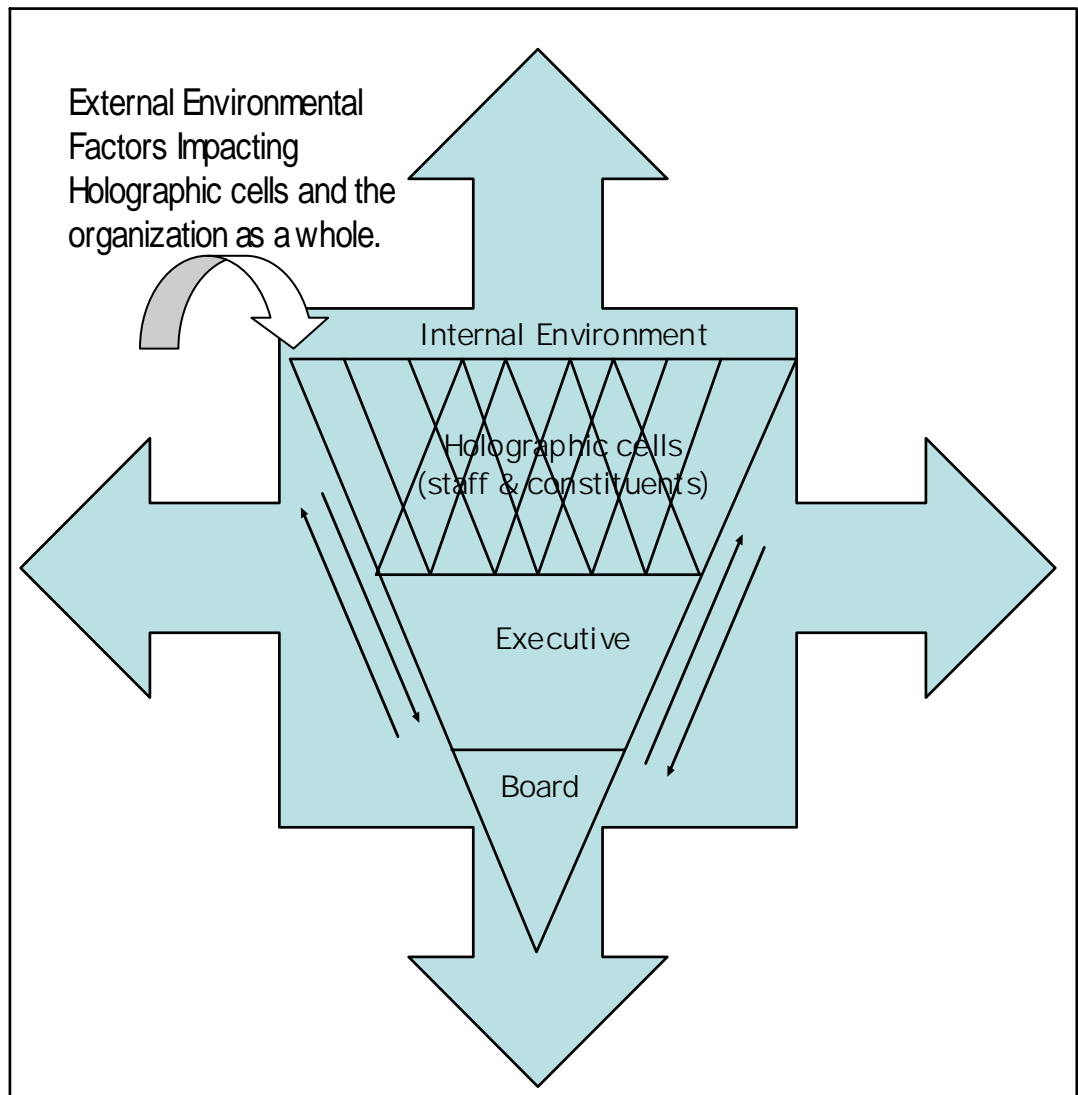 External Environmental
Factors Impacting
Holographic cells and the
organization as a whole.
Internal Environment
Holographic cells
(staff & constituents)
Executive
Board